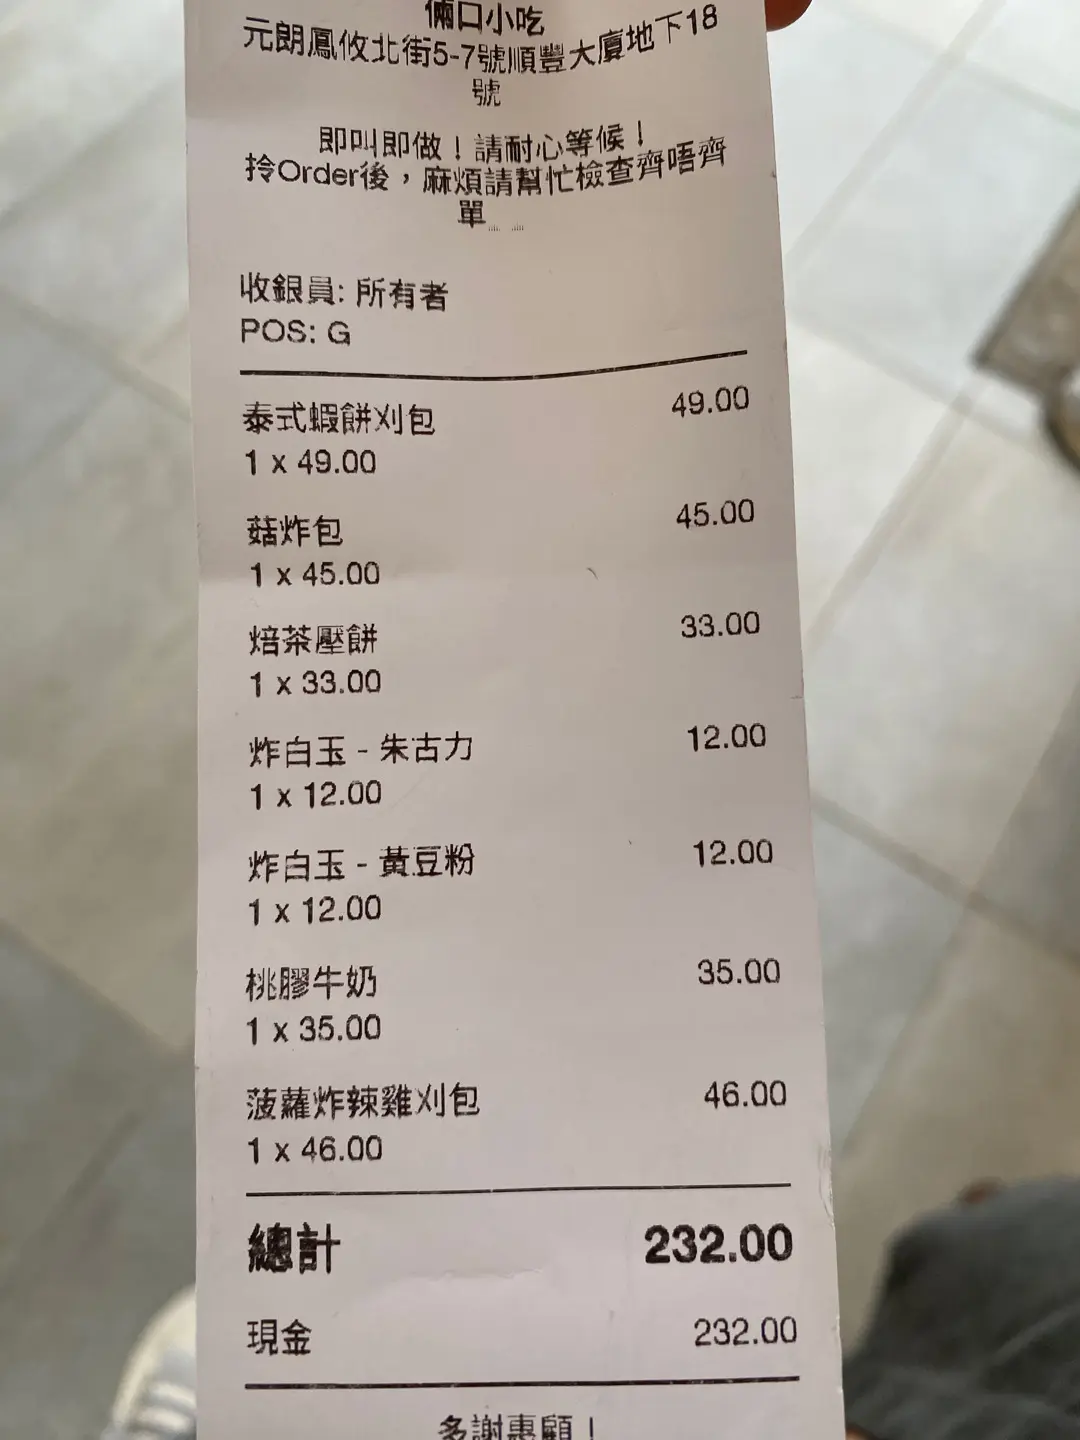 倆口小吃
元朗鳳攸北街5-7號順豐大廈地下18
號
即叫即做！請耐心等候！
拎Order後，麻煩請幫忙檢查齊唔齊
單
收銀員: 所有者
POS: G
泰式蝦餅刈包 49.00
1 x 49.00
菇炸包 45.00
1 x 45.00
焙茶壓餅 33.00
1 x 33.00
炸白玉 - 朱古力 12.00
1 x 12.00
炸白玉 - 黃豆粉 12.00
1 x 12.00
桃膠牛奶 35.00
1 x 35.00
菠蘿炸辣雞刈包 46.00
1 x 46.00
總計 232.00
現金 232.00
多謝惠顧！